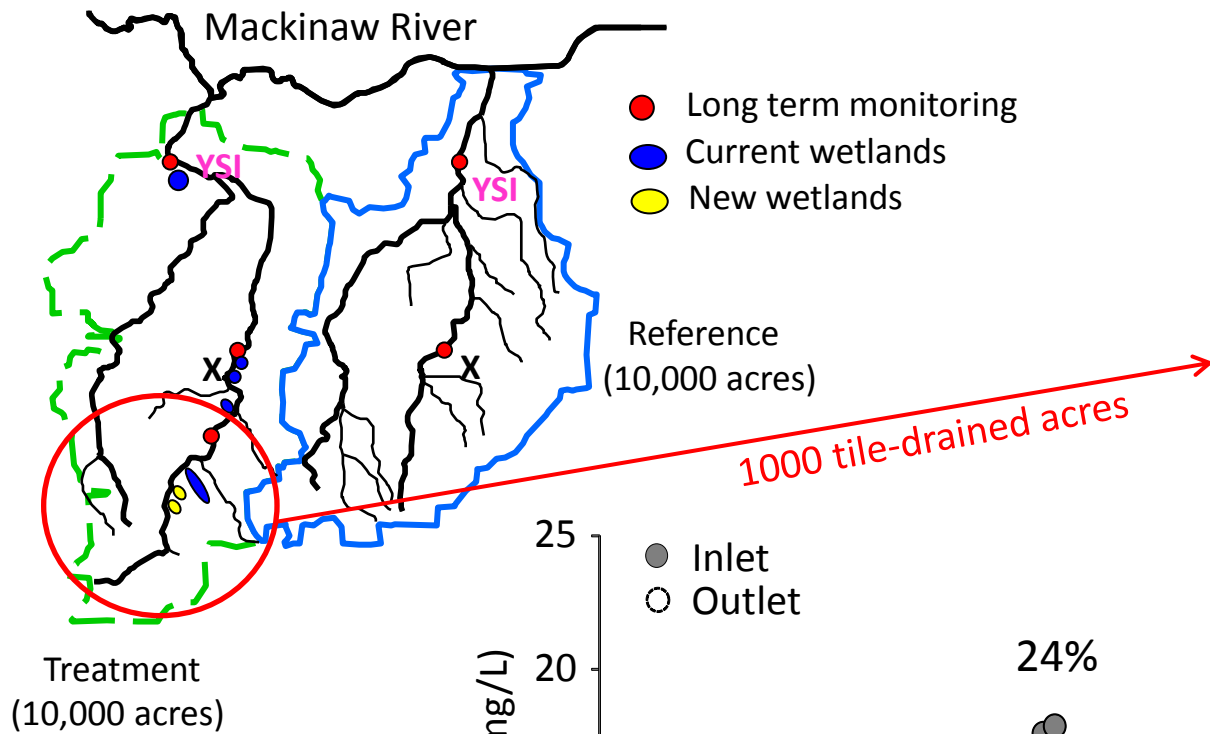 Mackinaw River
Long term monitoring
Current wetlands
New wetlands
YSI
YSI
X
X
Reference
(10,000 acres)
1000 tile-drained acres
Treatment
(10,000 acres)
25
Inlet
Outlet
20
24%